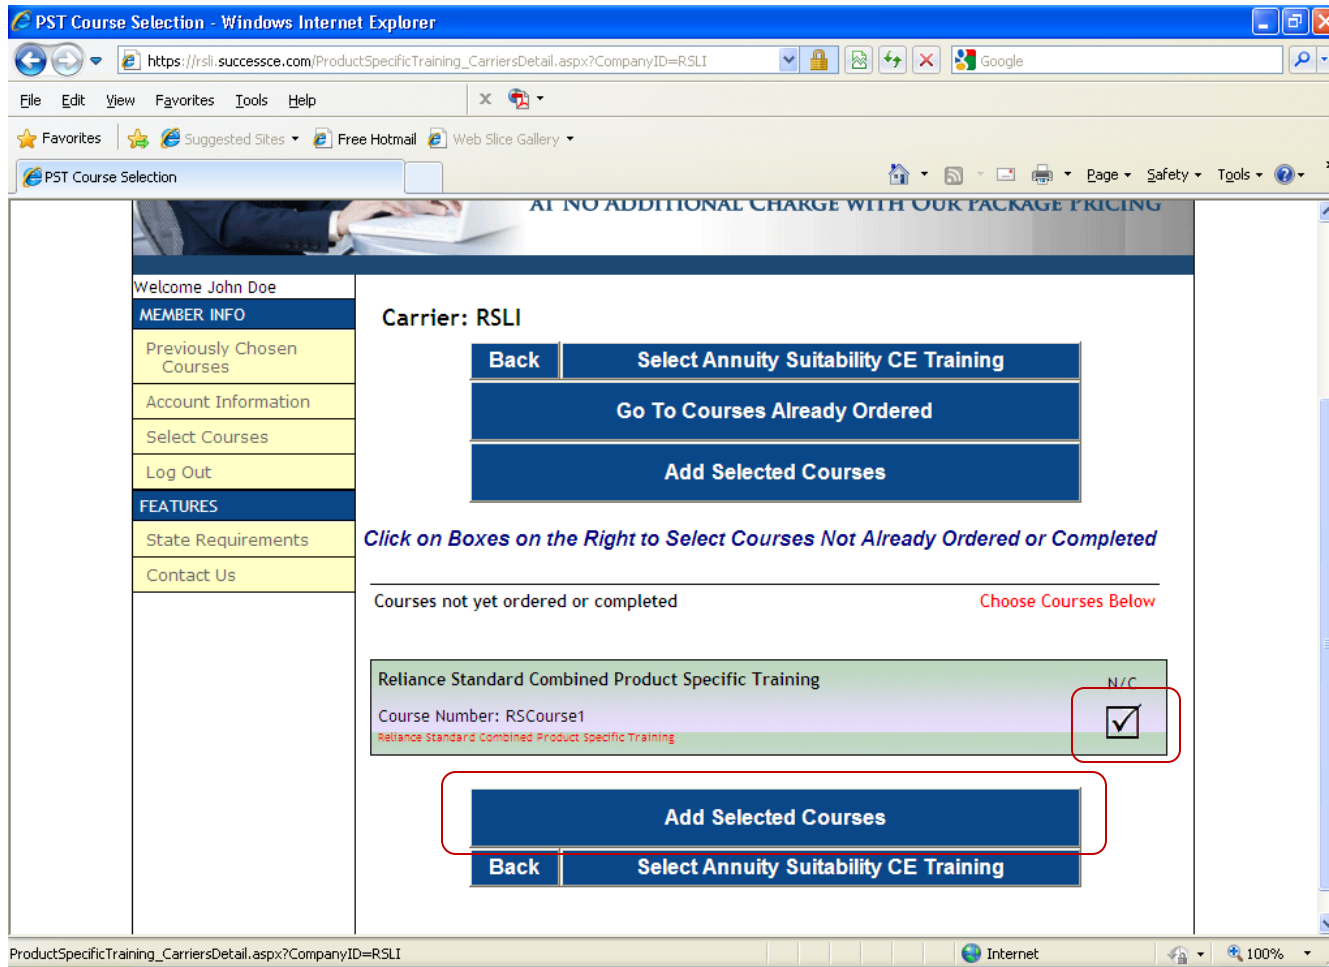 PST Course Selection - Windows Internet Explorer
https://rsli.successce.com/ProductSpecificTraining_CarriersDetail.aspx?CompanyID=RSLI
Google
File Edit View Favorites Tools Help
Favorites Suggested Sites Free Hotmail Web Slice Gallery
PST Course Selection
Page Safety Tools
AT NO ADDITIONAL CHARGE WITH OUR PACKAGE PRICING
Welcome John Doe
MEMBER INFO
Previously Chosen
Courses
Account Information
Select Courses
Log Out
FEATURES
State Requirements
Contact Us
Carrier: RSLI
Back Select Annuity Suitability CE Training
Go To Courses Already Ordered
Add Selected Courses
Click on Boxes on the Right to Select Courses Not Already Ordered or Completed
Courses not yet ordered or completed Choose Courses Below
Reliance Standard Combined Product Specific Training N/C
Course Number: RSCourse1
Reliance Standard Combined Product Specific Training
Add Selected Courses
Back Select Annuity Suitability CE Training
ProductSpecificTraining_CarriersDetail.aspx?CompanyID=RSLI Internet 100%